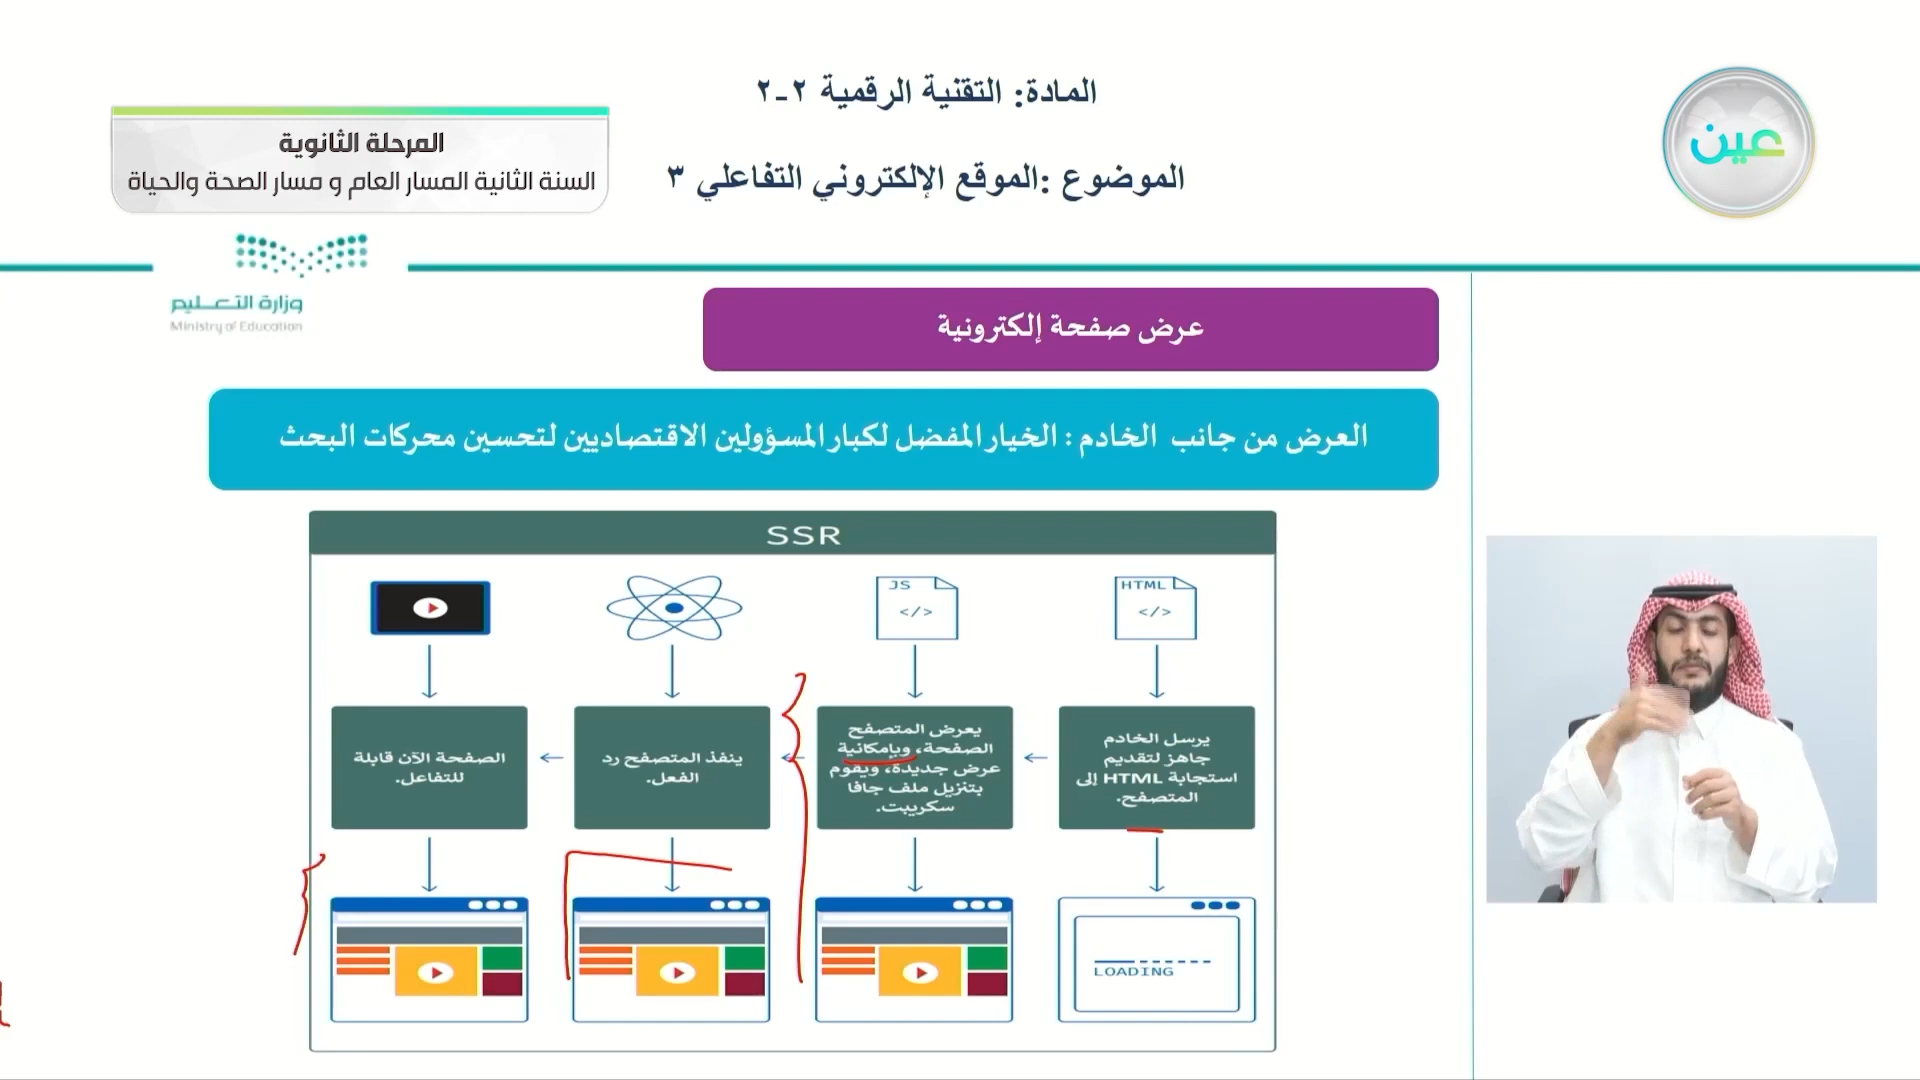 المادة: التقنية الرقمية ٢-٢
الموضوع :الموقع الإلكتروني التفاعلي ٣
عين
المرحلة الثانوية
السنة الثانية المسار العام و مسار الصحة والحياة
وزارة التعـــليم
Ministry of Education
عرض صفحة إلكترونية
العرض من جانب الخادم : الخيار المفضل لكبار المسؤولين الاقتصاديين لتحسين محركات البحث
SSR
HTML
</>
JS
</>
يرسل الخادم
جاهز لتقديم
استجابة HTML إلى
المتصفح.
يعرض المتصفح
الصفحة، وبإمكانية
عرض جديدة، ويقوم
بتنزيل ملف جافا
سكريبت.
ينفذ المتصفح رد
الفعل.
الصفحة الآن قابلة
للتفاعل.
LOADING